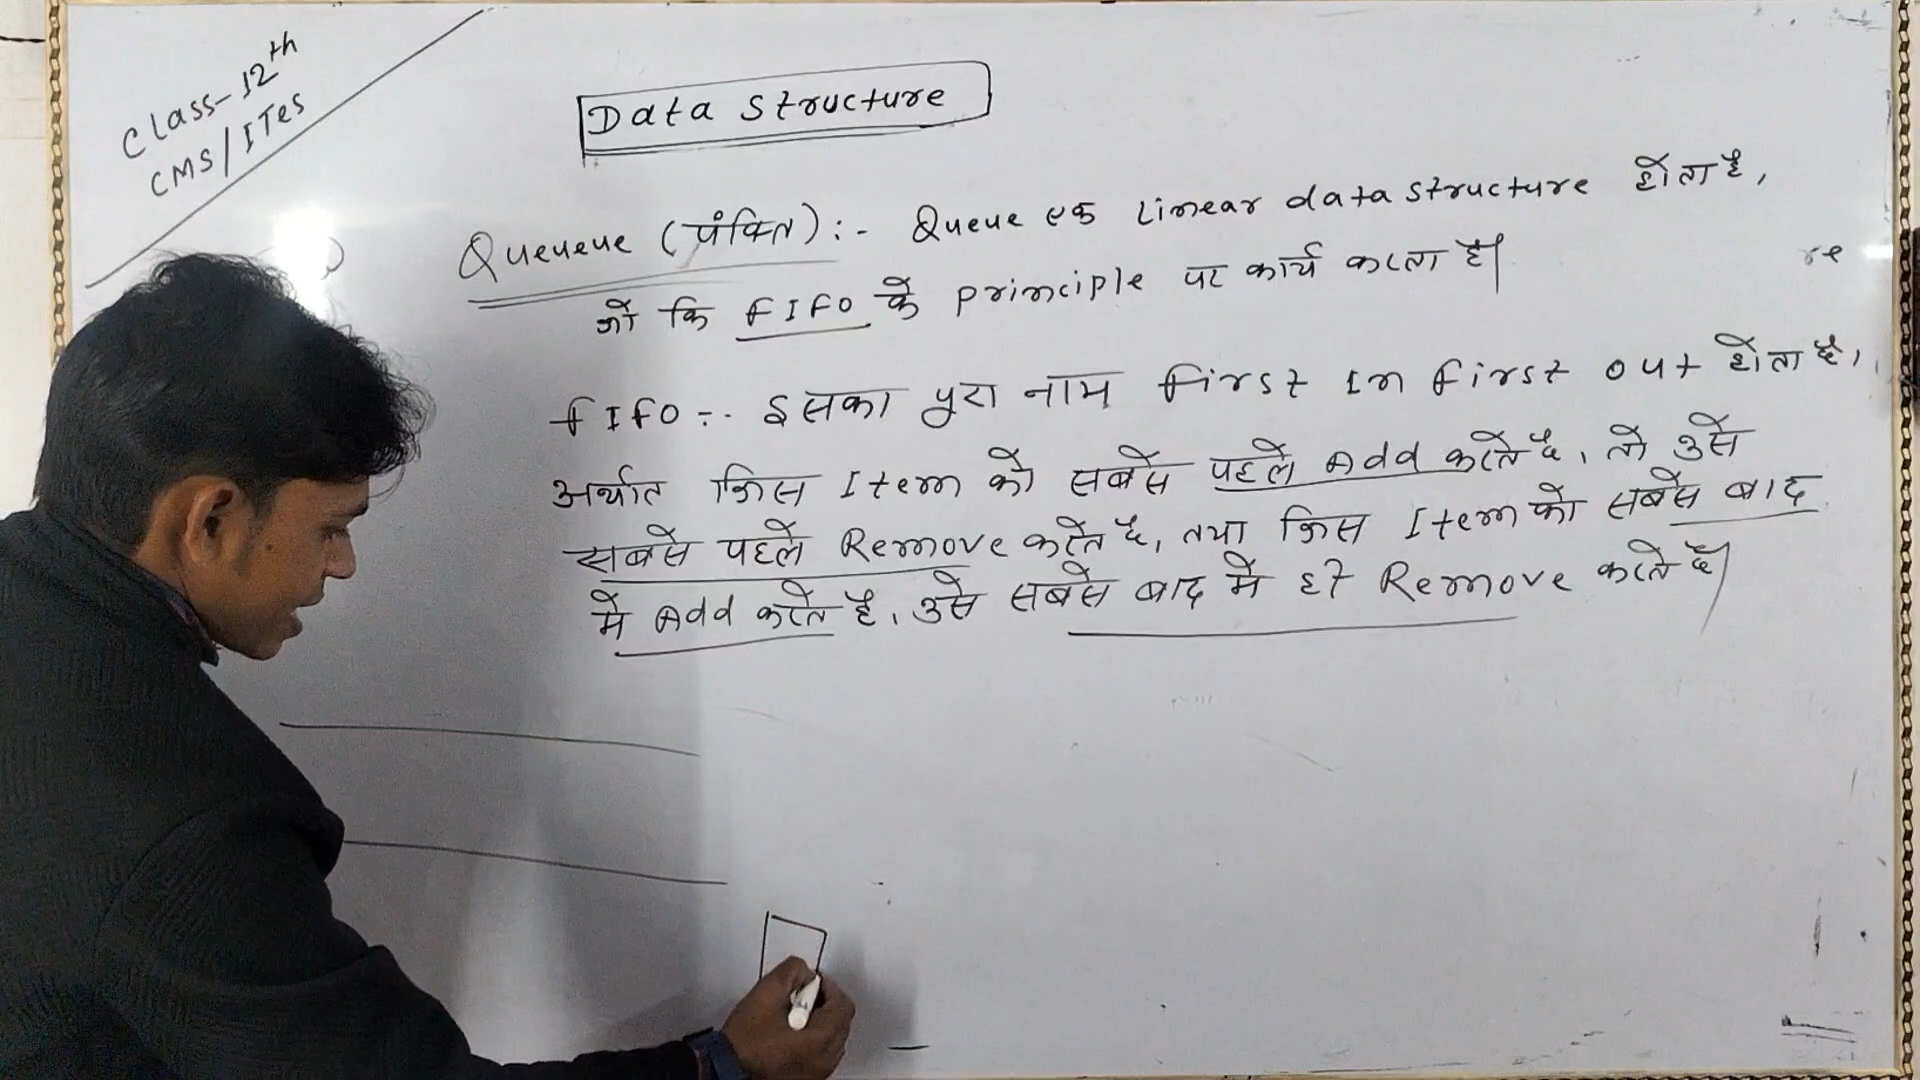 Class-12th
CMS/ITes
Data Structure
Queueue (पंक्ति) :- Queue एक Linear data structure होता है,
जो कि FIFO के principle पर कार्य करता है|
re
FIFO :- इसका पुरा नाम First In First Out होता है,
अर्थात जिस Item को सबसे पहले Add करते है, तो उसे
सबसे पहले Remove करते है, तथा जिस Item को सबसे बाद
मे Add करते है, उसे सबसे बाद मे ही Remove करते है|